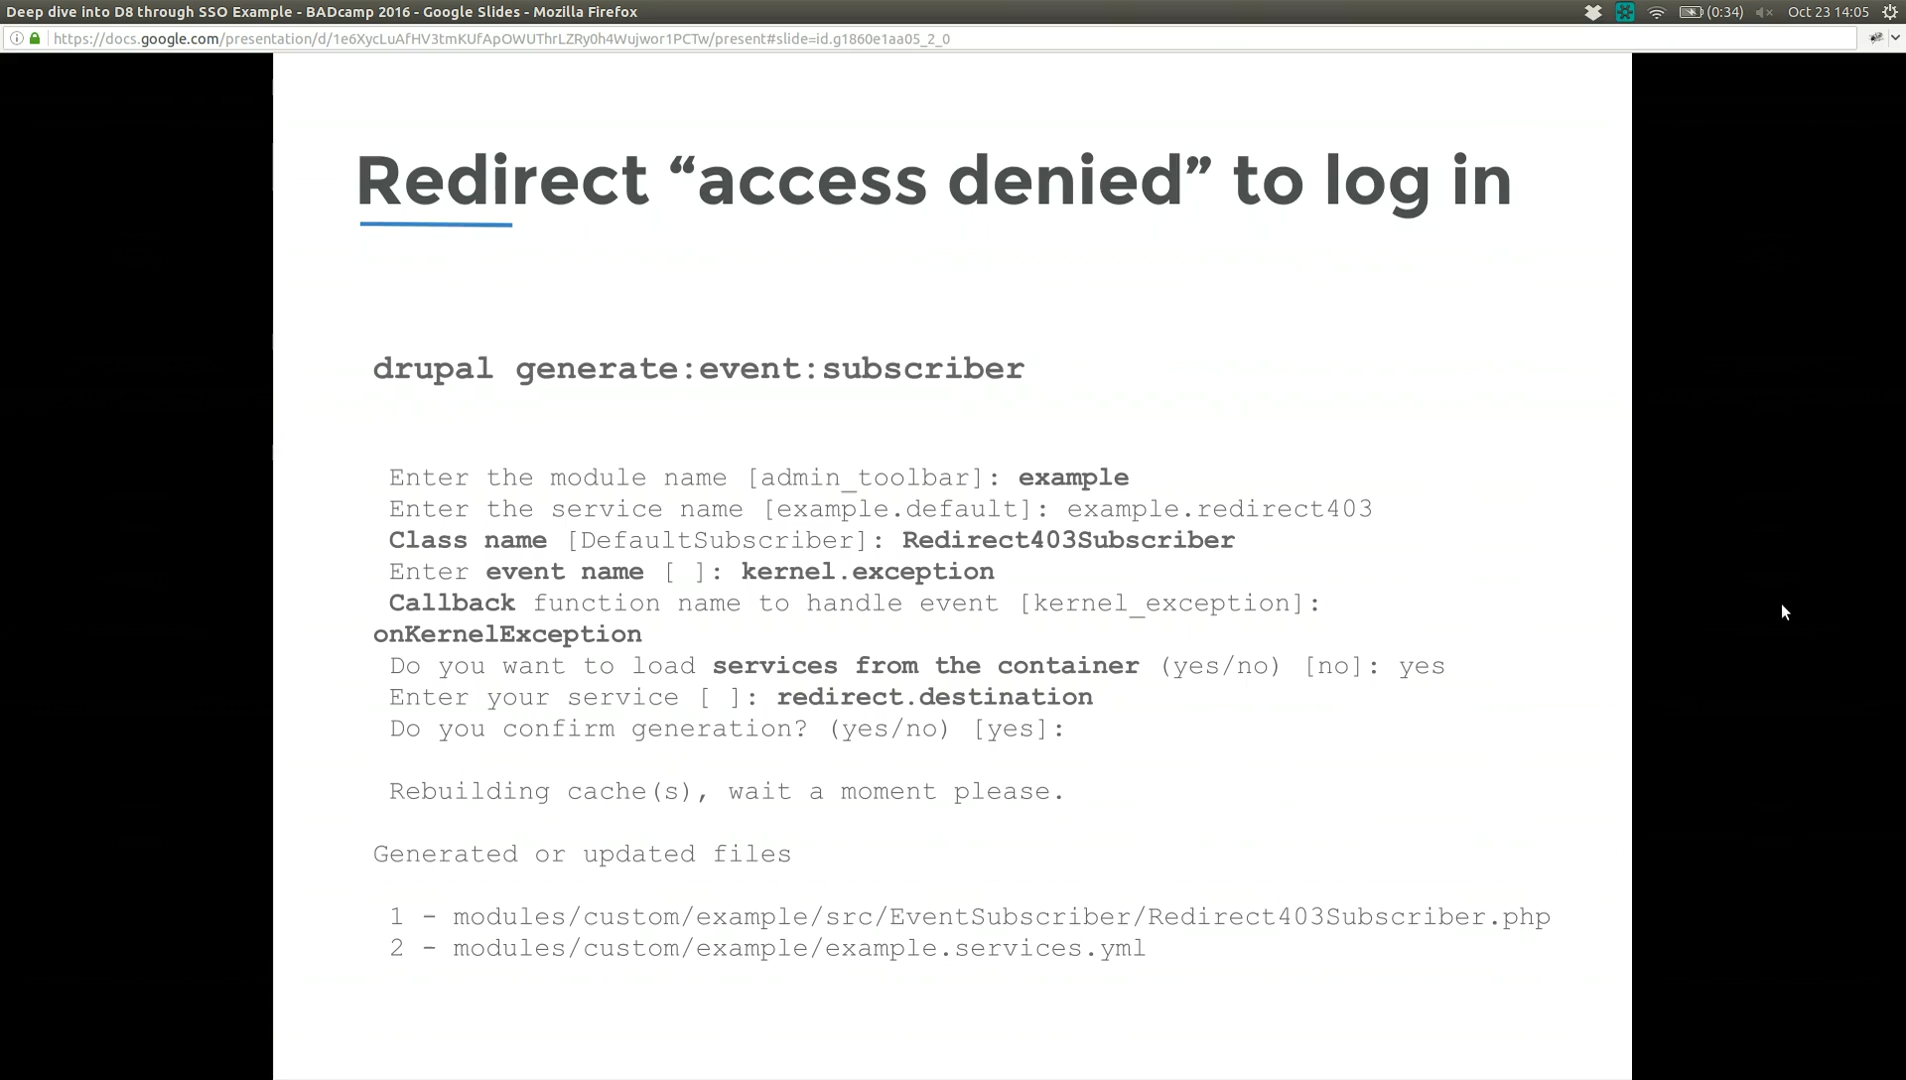 Deep dive into D8 through SSO Example - BADcamp 2016 - Google Slides - Mozilla Firefox
(0:34) Oct 23 14:05
https://docs.google.com/presentation/d/1e6XycLuAfHV3tmKUfApOWUThrLZRy0h4Wujwor1PCTw/present#slide=id.g1860e1aa05_2_0
Redirect “access denied” to log in
drupal generate:event:subscriber
Enter the module name [admin_toolbar]: example
Enter the service name [example.default]: example.redirect403
Class name [DefaultSubscriber]: Redirect403Subscriber
Enter event name [ ]: kernel.exception
Callback function name to handle event [kernel_exception]:
onKernelException
Do you want to load services from the container (yes/no) [no]: yes
Enter your service [ ]: redirect.destination
Do you confirm generation? (yes/no) [yes]:
Rebuilding cache(s), wait a moment please.
Generated or updated files
1 - modules/custom/example/src/EventSubscriber/Redirect403Subscriber.php
2 - modules/custom/example/example.services.yml